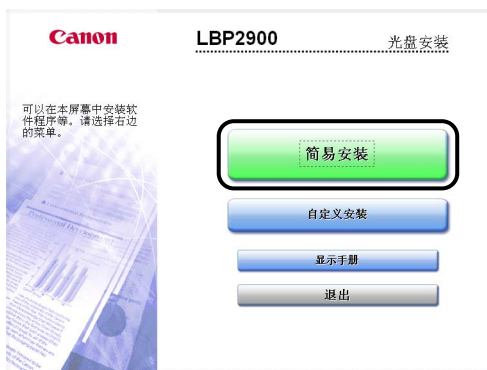 Canon
LBP2900
光盘安装
可以在本屏幕中安装软
件程序等。请选择右边
的菜单。
简易安装
自定义安装
显示手册
退出